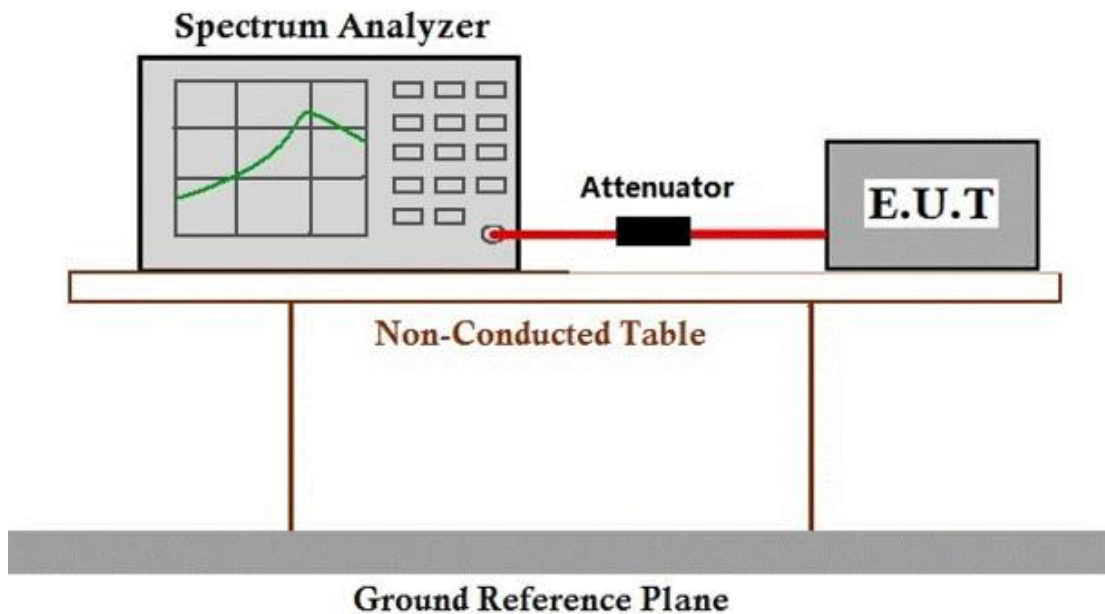 Spectrum Analyzer
Attenuator
E.U.T
Non-Conducted Table
Ground Reference Plane